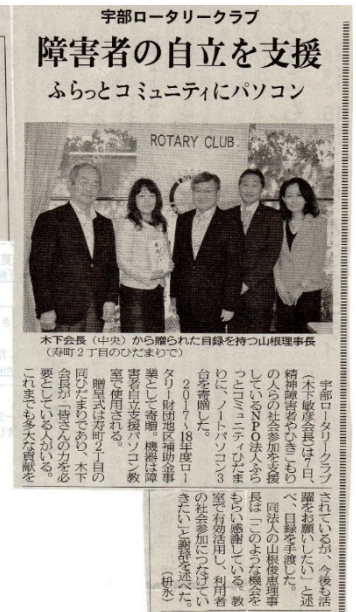 宇部ロータリークラブ
障害者の自立を支援
ふらっとコミュニティにパソコン
ROTARY CLUB
木下会長(中央)から贈られた目録を持つ山根理事長
(寿町2丁目のひだまりで)
宇部ロータリークラブ
(木下敏彦会長)は7日、
精神障害者やひきこもり
の人らの社会参加を支援
しているNPO法人ふら
っとコミュニティひだま
りに、ノートパソコン3
台を寄贈した。
2017~18年度ロー
タリー財団地区補助金事
業として寄贈。機器は障
害者自立支援パソコン教
室で使用される。
贈呈式は寿町2丁目の
同ひだまりであり、木下
会長が「皆さんの力を必
要としている人がいる。
これまでも多大な貢献を
されているが、今後も活
躍をお願いしたい」と述
べ、目録を手渡した。
同法人の山根俊恵理事
長は「このような機会を
もらい感謝している。教
室で有効活用し、利用者
の社会参加につなげてい
きたい」と謝辞を述べた。